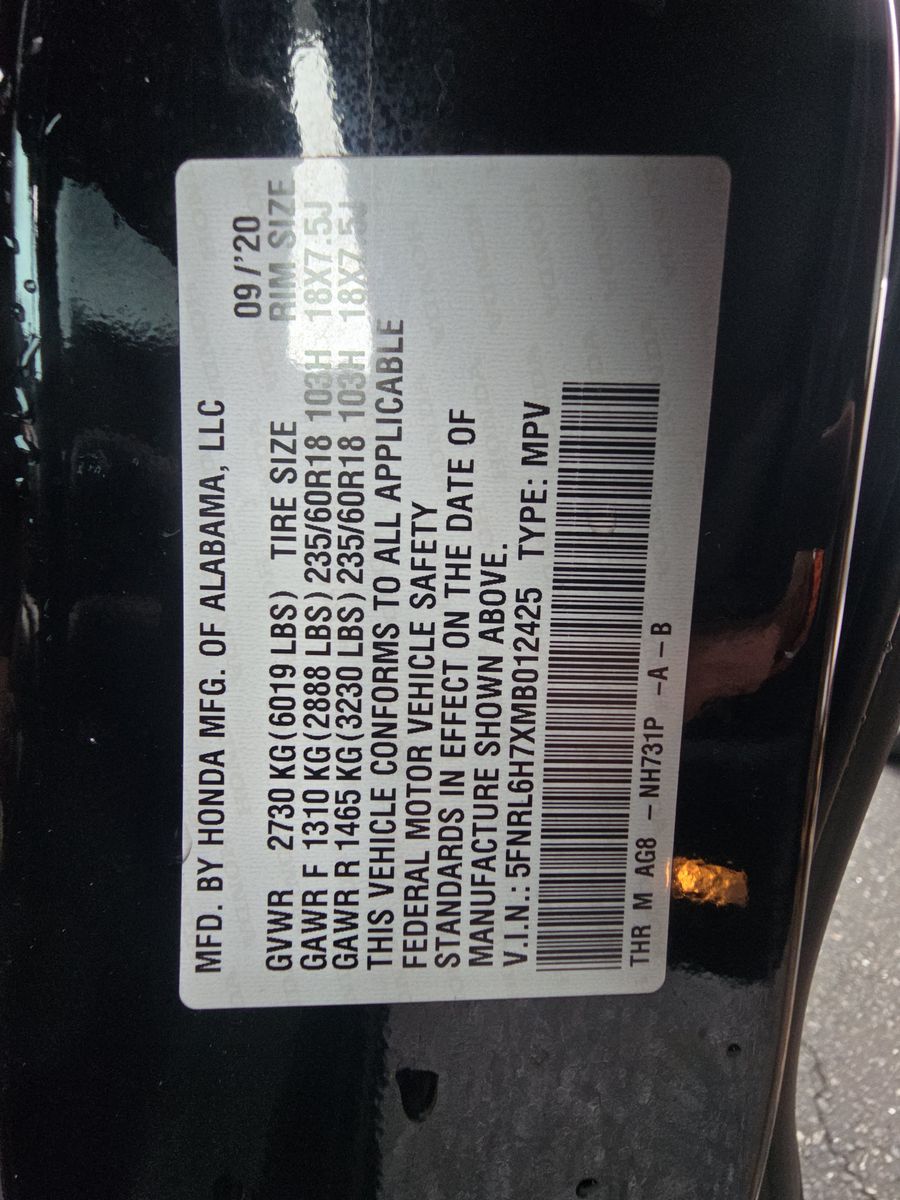 MFD. BY HONDA MFG. OF ALABAMA, LLC 09/'20
GVWR 2730 KG(6019 LBS) TIRE SIZE RIM SIZE
GAWR F 1310 KG(2888 LBS) 235/60R18 103H 18X7.5J
GAWR R 1465 KG(3230 LBS) 235/60R18 103H 18X7.5J
THIS VEHICLE CONFORMS TO ALL APPLICABLE
FEDERAL MOTOR VEHICLE SAFETY
STANDARDS IN EFFECT ON THE DATE OF
MANUFACTURE SHOWN ABOVE.
V.I.N.: 5FNRL6H7XMB012425 TYPE: MPV
THR M AG8 – NH731P –A – B